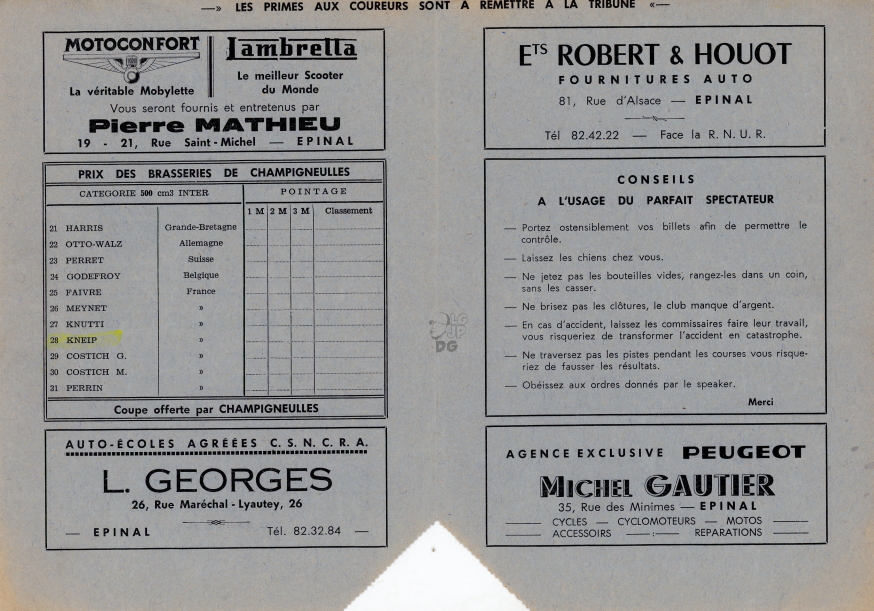 —» LES PRIMES AUX COUREURS SONT A REMETTRE A LA TRIBUNE «—
MOTOCONFORT
La véritable Mobylette
Lambretta
Le meilleur Scooter
du Monde
Vous seront fournis et entretenus par
Pierre MATHIEU
19 - 21, Rue Saint-Michel — EPINAL
PRIX DES BRASSERIES DE CHAMPIGNEULLES
CATEGORIE 500 cm3 INTER
POINTAGE
1 M 2 M 3 M Classement
21 HARRIS Grande-Bretagne
22 OTTO-WALZ Allemagne
23 PERRET Suisse
24 GODEFROY Belgique
25 FAIVRE France
26 MEYNET »
27 KNUTTI »
28 KNEIP »
29 COSTICH G. »
30 COSTICH M. »
31 PERRIN »
Coupe offerte par CHAMPIGNEULLES
AUTO-ÉCOLES AGRÉÉES C. S. N. C. R. A.
L. GEORGES
26, Rue Maréchal - Lyautey, 26
— EPINAL Tél. 82.32.84 —
LG
JP
DG
ETS ROBERT & HOUOT
FOURNITURES AUTO
81, Rue d'Alsace — EPINAL
Tél 82.42.22 — Face la R. N. U. R.
CONSEILS
A L'USAGE DU PARFAIT SPECTATEUR
— Portez ostensiblement vos billets afin de permettre le
contrôle.
— Laissez les chiens chez vous.
— Ne jetez pas les bouteilles vides, rangez-les dans un coin,
sans les casser.
— Ne brisez pas les clôtures, le club manque d'argent.
— En cas d'accident, laissez les commissaires faire leur travail,
vous risqueriez de transformer l'accident en catastrophe.
— Ne traversez pas les pistes pendant les courses vous risque-
riez de fausser les résultats.
— Obéissez aux ordres donnés par le speaker.
Merci
AGENCE EXCLUSIVE PEUGEOT
MICHEL GAUTIER
35, Rue des Minimes — EPINAL
CYCLES — CYCLOMOTEURS — MOTOS
ACCESSOIRS —:— REPARATIONS